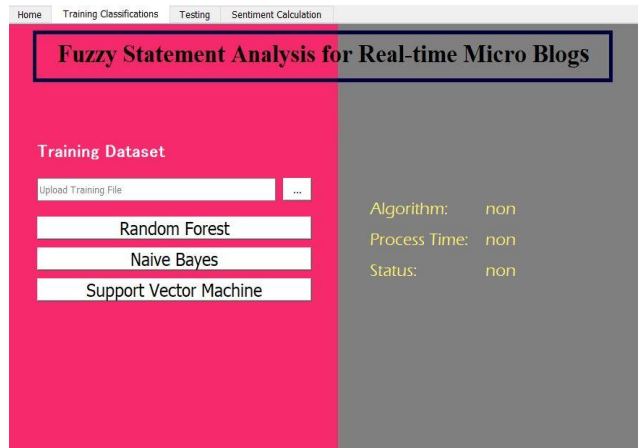 Home Training Classifications Testing Sentiment Calculation
Fuzzy Statement Analysis for Real-time Micro Blogs
Training Dataset
Upload Training File ...
Random Forest
Naive Bayes
Support Vector Machine
Algorithm: non
Process Time: non
Status: non